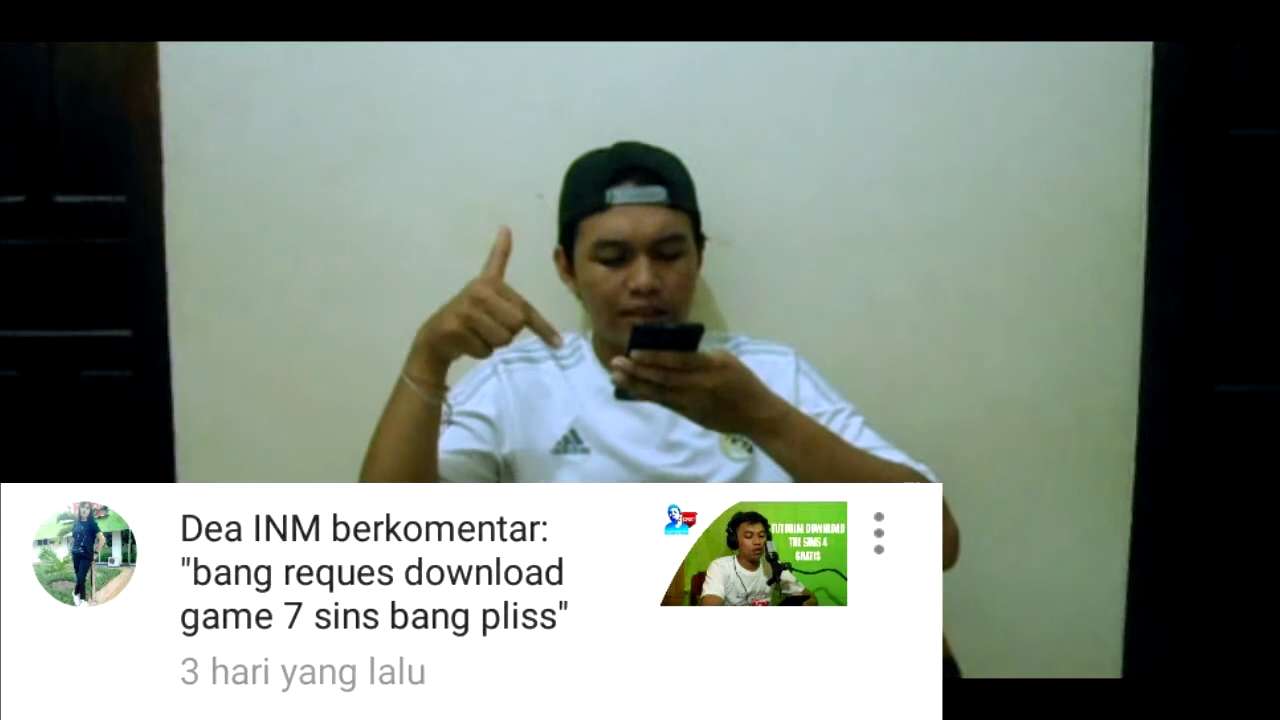 Dea INM berkomentar:
"bang reques download
game 7 sins bang pliss"
3 hari yang lalu
TUTORIAL DOWNLOAD
THE SIMS 4
GRATIS
adidas